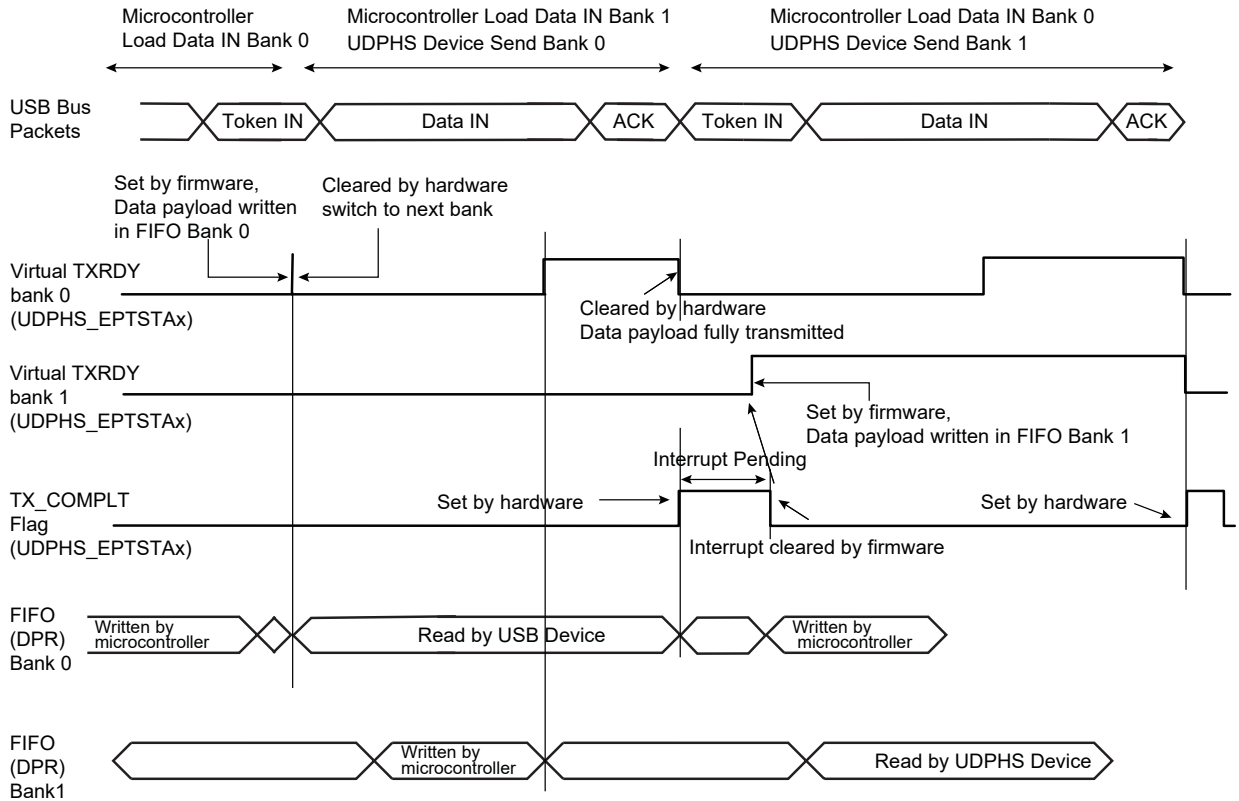 Microcontroller
Load Data IN Bank 0
Microcontroller Load Data IN Bank 1
UDPHS Device Send Bank 0
Microcontroller Load Data IN Bank 0
UDPHS Device Send Bank 1
USB Bus
Packets
Token IN
Data IN
ACK
Token IN
Data IN
ACK
Set by firmware,
Data payload written
in FIFO Bank 0
Cleared by hardware
switch to next bank
Virtual TXRDY
bank 0
(UDPHS_EPTSTAx)
Cleared by hardware
Data payload fully transmitted
Virtual TXRDY
bank 1
(UDPHS_EPTSTAx)
Set by firmware,
Data payload written in FIFO Bank 1
Interrupt Pending
TX_COMPLT
Flag
(UDPHS_EPTSTAx)
Set by hardware
Set by hardware
Interrupt cleared by firmware
FIFO
(DPR)
Bank 0
Written by
microcontroller
Read by USB Device
Written by
microcontroller
FIFO
(DPR)
Bank1
Written by
microcontroller
Read by UDPHS Device